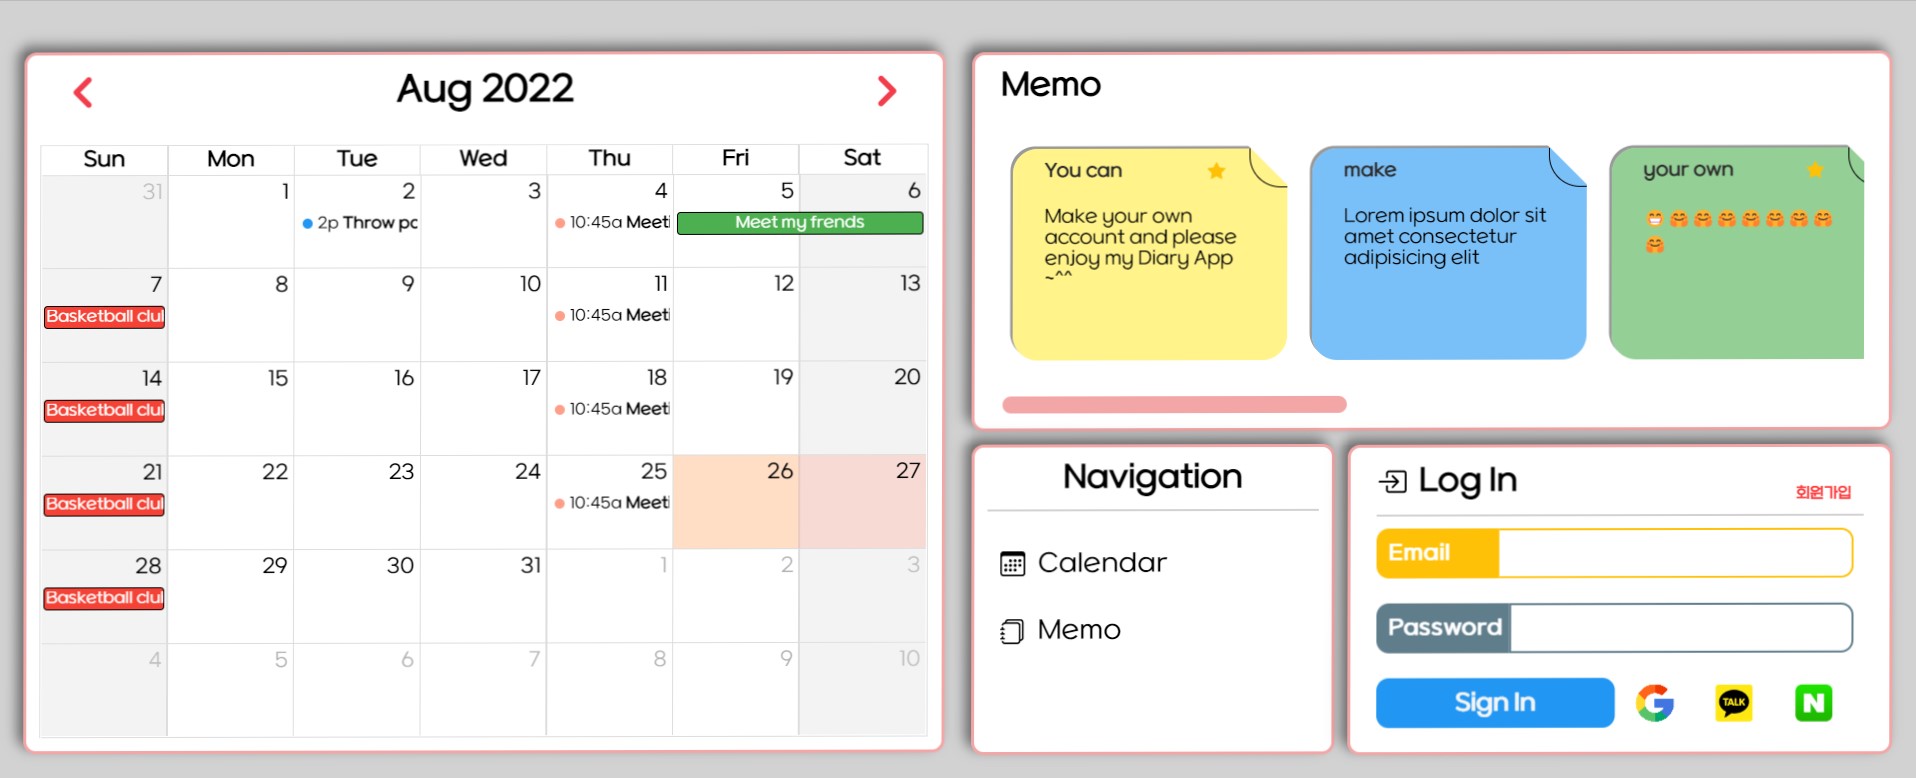 Aug 2022
Sun Mon Tue Wed Thu Fri Sat
31 1 2 3 4 5 6
2p Throw pc 10:45a Meeti Meet my frends
7 8 9 10 11 12 13
Basketball clul 10:45a Meeti
14 15 16 17 18 19 20
Basketball clul 10:45a Meeti
21 22 23 24 25 26 27
Basketball clul 10:45a Meeti
28 29 30 31 1 2 3
Basketball clul
4 5 6 7 8 9 10
Memo
You can
Make your own
account and please
enjoy my Diary App
~^^
make
Lorem ipsum dolor sit
amet consectetur
adipisicing elit
your own
Navigation
Calendar
Memo
Log In
회원가입
Email
Password
Sign In
TALK
N